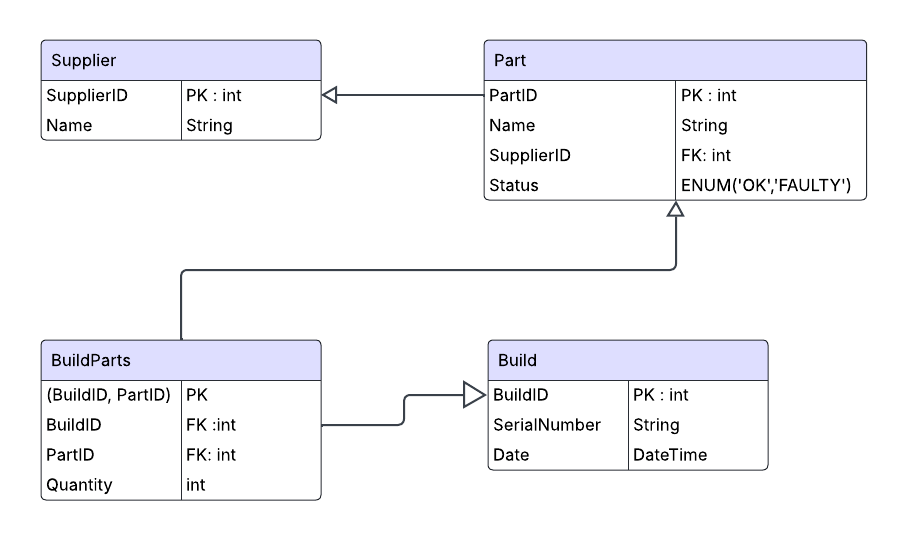 Supplier
SupplierID PK : int
Name String
Part
PartID PK : int
Name String
SupplierID FK: int
Status ENUM('OK','FAULTY')
BuildParts
(BuildID, PartID) PK
BuildID FK :int
PartID FK: int
Quantity int
Build
BuildID PK : int
SerialNumber String
Date DateTime